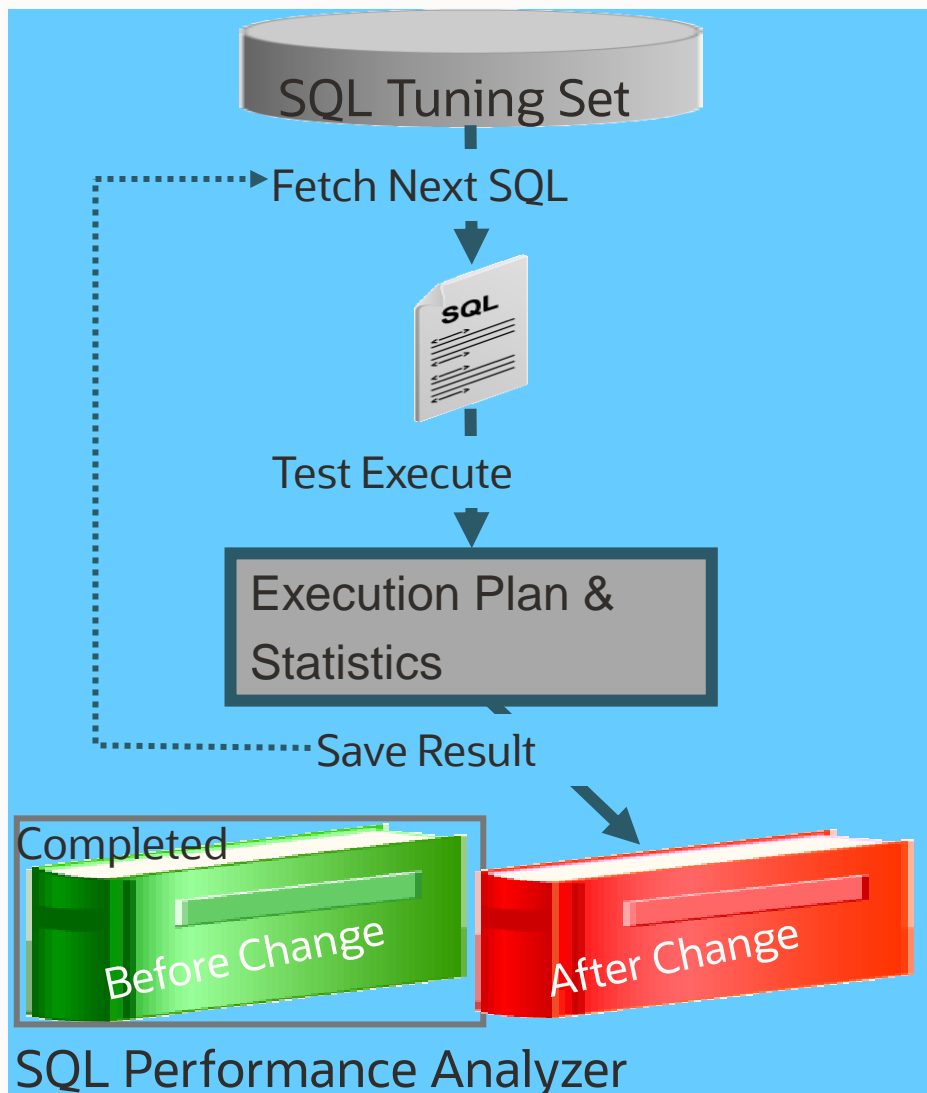 SQL Tuning Set
Fetch Next SQL
SQL
Test Execute
Execution Plan &
Statistics
Save Result
Completed
Before Change
After Change
SQL Performance Analyzer